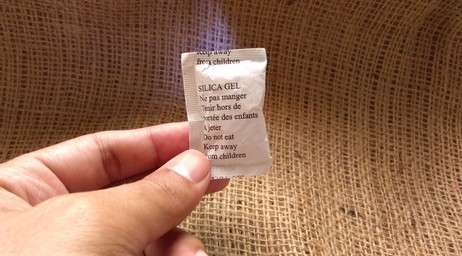 Keep away
from children
SILICA GEL
Ne pas manger
Tenir hors de
portée des enfants
A jeter
Do not eat
Keep away
from children